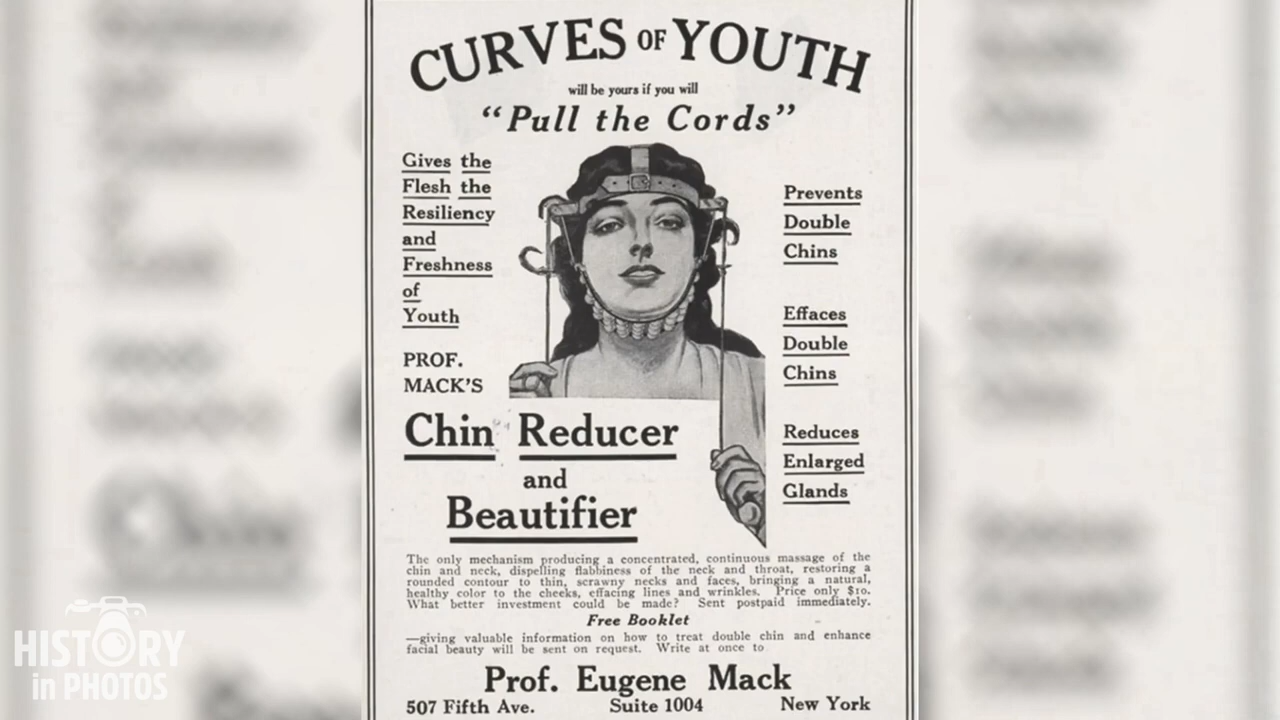 CURVES OF YOUTH
will be yours if you will
“Pull the Cords”
Gives the
Flesh the
Resiliency
and
Freshness
of
Youth
PROF.
MACK'S
Chin Reducer
and
Beautifier
Prevents
Double
Chins
Effaces
Double
Chins
Reduces
Enlarged
Glands
The only mechanism producing a concentrated, continuous massage of the
chin and neck, dispelling flabbiness of the neck and throat, restoring a
rounded contour to thin, scrawny necks and faces, bringing a natural,
healthy color to the cheeks, effacing lines and wrinkles. Price only $10.
What better investment could be made? Sent postpaid immediately.
Free Booklet
—giving valuable information on how to treat double chin and enhance
facial beauty will be sent on request. Write at once to
Prof. Eugene Mack
507 Fifth Ave. Suite 1004 New York
HISTORY
in PHOTOS